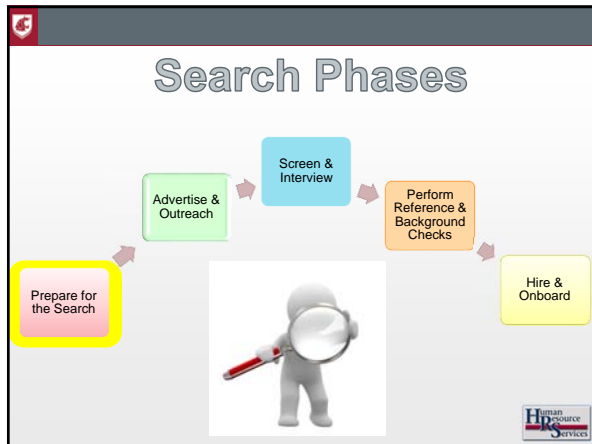 Search Phases
Prepare for
the Search
Advertise &
Outreach
Screen &
Interview
Perform
Reference &
Background
Checks
Hire &
Onboard
Human
Resource
Services